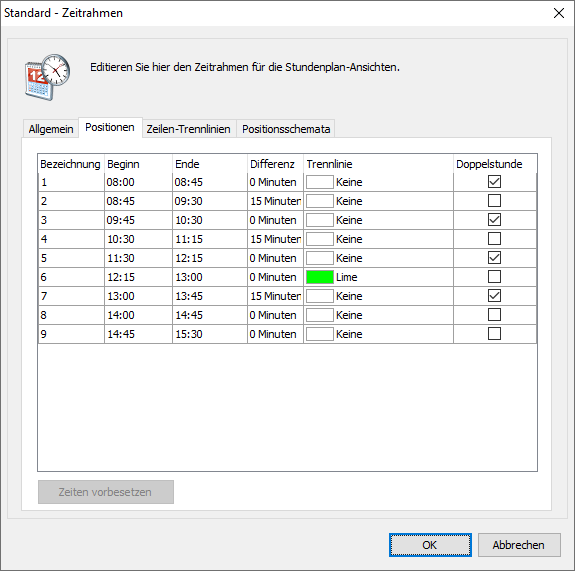 Standard - Zeitrahmen
Editieren Sie hier den Zeitrahmen für die Stundenplan-Ansichten.
Allgemein Positionen Zeilen-Trennlinien Positionsschemata
Bezeichnung Beginn Ende Differenz Trennlinie Doppelstunde
1 08:00 08:45 0 Minuten Keine
2 08:45 09:30 15 Minuten Keine
3 09:45 10:30 0 Minuten Keine
4 10:30 11:15 15 Minuten Keine
5 11:30 12:15 0 Minuten Keine
6 12:15 13:00 0 Minuten Lime
7 13:00 13:45 15 Minuten Keine
8 14:00 14:45 0 Minuten Keine
9 14:45 15:30 0 Minuten Keine
Zeiten vorbesetzen
OK Abbrechen